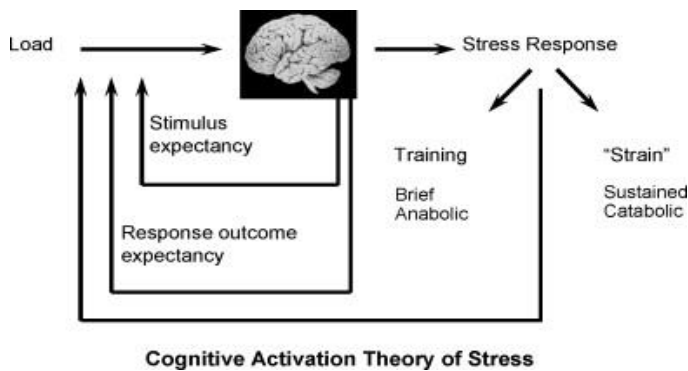 Load
Stress Response
Stimulus
expectancy
Response outcome
expectancy
Training
Brief
Anabolic
“Strain”
Sustained
Catabolic
Cognitive Activation Theory of Stress